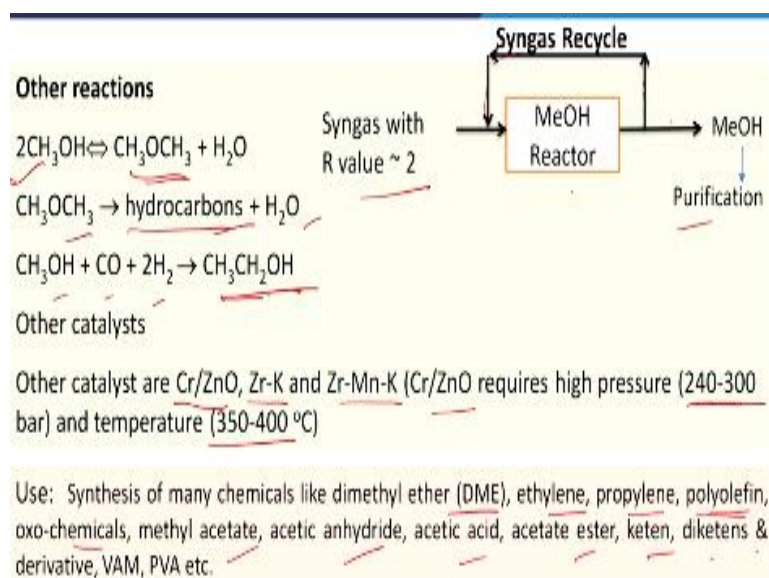 Syngas Recycle
Other reactions
2CH₃OH⇔ CH₃OCH₃ + H₂O
Syngas with
R value ~ 2
MeOH
Reactor
MeOH
Purification
CH₃OCH₃ → hydrocarbons + H₂O
CH₃OH + CO + 2H₂ → CH₃CH₂OH
Other catalysts
Other catalyst are Cr/ZnO, Zr-K and Zr-Mn-K (Cr/ZnO requires high pressure (240-300
bar) and temperature (350-400 ºC)
Use: Synthesis of many chemicals like dimethyl ether (DME), ethylene, propylene, polyolefin,
oxo-chemicals, methyl acetate, acetic anhydride, acetic acid, acetate ester, keten, diketens &
derivative, VAM, PVA etc.